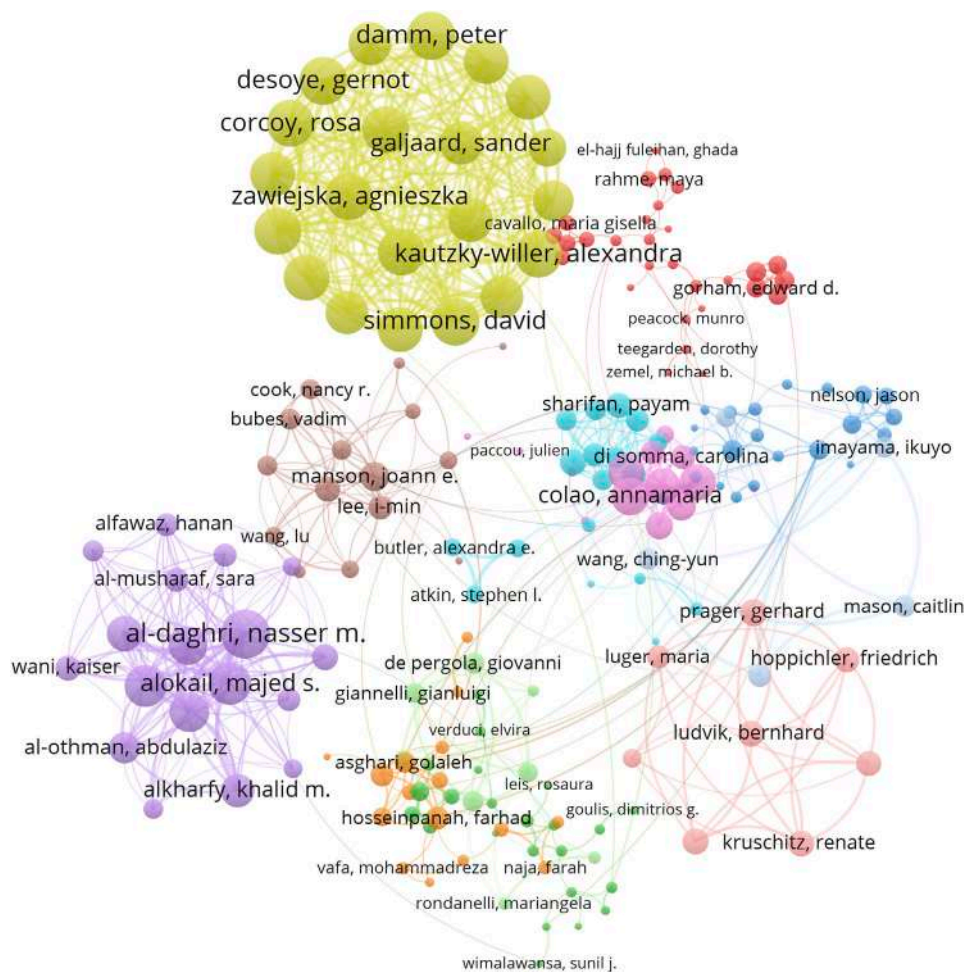 damm, peter
desoye, gernot
corcoy, rosa
galjaard, sander
el-hajj fuleihan, ghada
rahme, maya
zawiejska, agnieszka
cavallo, maria gisella
kautzky-willer, alexandra
gorham, edward d.
peacock, munro
simmons, david
teegarden, dorothy
zemel, michael b.
cook, nancy r.
nelson, jason
sharifan, payam
bubes, vadim
imayama, ikuyo
paccou, julien
di somma, carolina
manson, joann e.
colao, annamaria
lee, i-min
alfawaz, hanan
wang, lu
butler, alexandra e.
wang, ching-yun
al-musharaf, sara
atkin, stephen l.
mason, caitlin
prager, gerhard
al-daghri, nasser m.
wani, kaiser
de pergola, giovanni
luger, maria
hoppichler, friedrich
alokail, majed s.
giannelli, gianluigi
verduci, elvira
ludvik, bernhard
al-othman, abdulaziz
asghari, golaleh
leis, rosaura
alkharfy, khalid m.
goulis, dimitrios g.
hosseinpanah, farhad
kruschitz, renate
vafa, mohammadreza
naja, farah
rondanelli, mariangela
wimalawansa, sunil j.